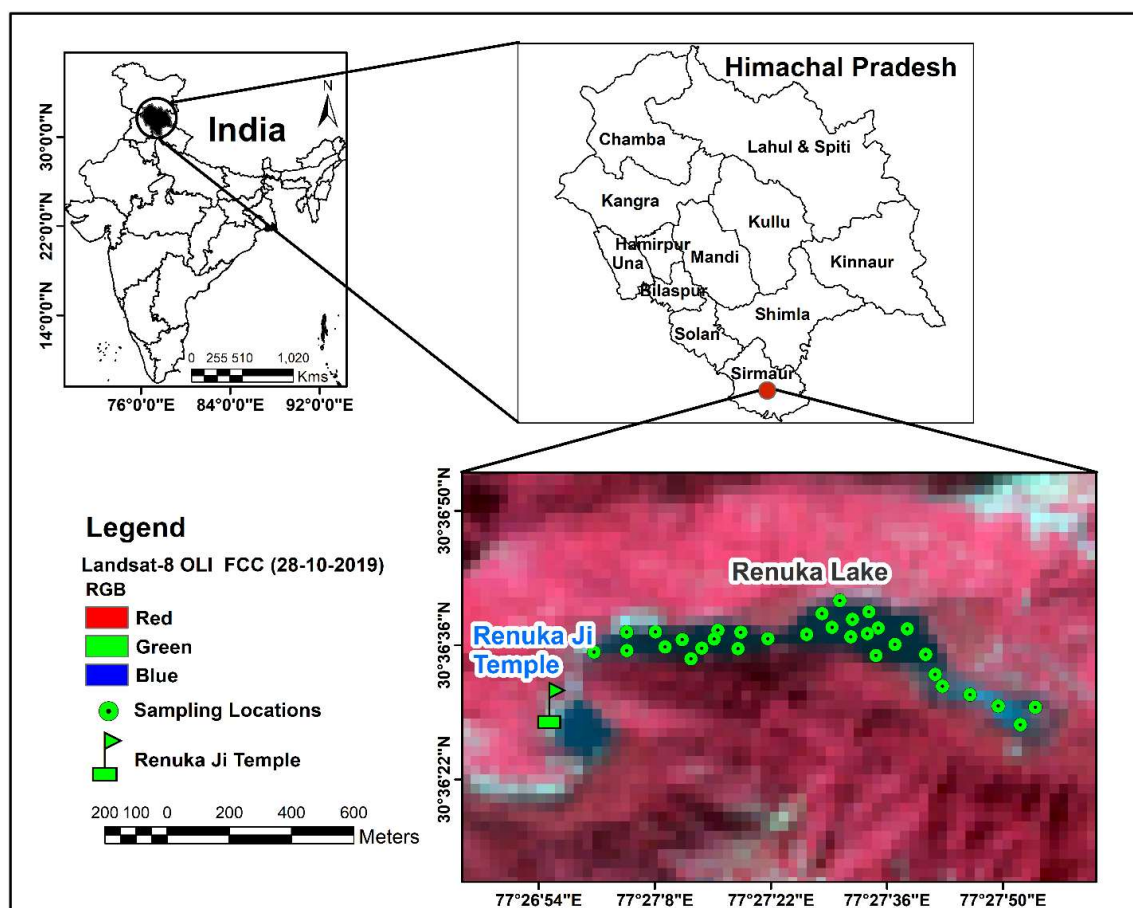 India
N
30°0'0"N
22°0'0"N
14°0'0"N
0 255 510 1,020
Kms
76°0'0"E 84°0'0"E 92°0'0"E
Himachal Pradesh
Chamba
Lahul & Spiti
Kangra
Kullu
Hamirpur
Una
Mandi
Kinnaur
Bilaspur
Shimla
Solan
Sirmaur
Legend
Landsat-8 OLI FCC (28-10-2019)
RGB
Red
Green
Blue
Sampling Locations
Renuka Ji Temple
200 100 0 200 400 600
Meters
30°36'50"N
30°36'36"N
30°36'22"N
Renuka Lake
Renuka Ji
Temple
77°26'54"E 77°27'8"E 77°27'22"E 77°27'36"E 77°27'50"E